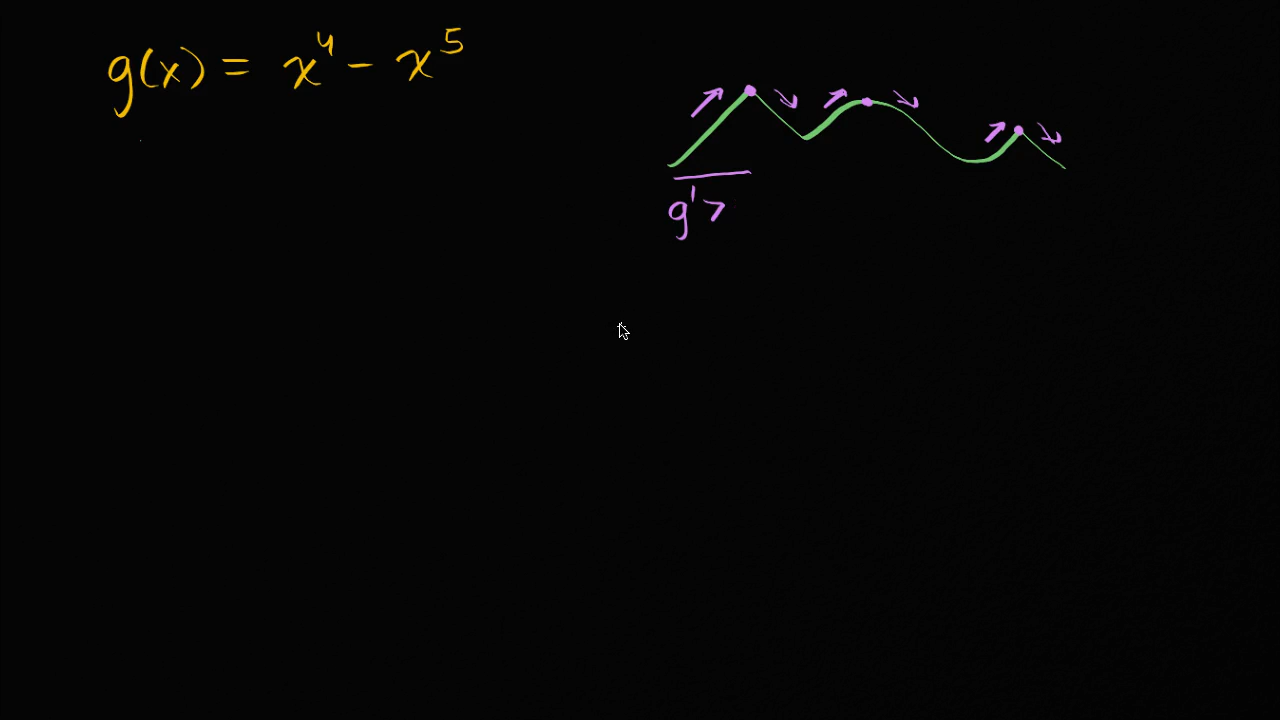 g(x) = x⁴ - x⁵
g' >